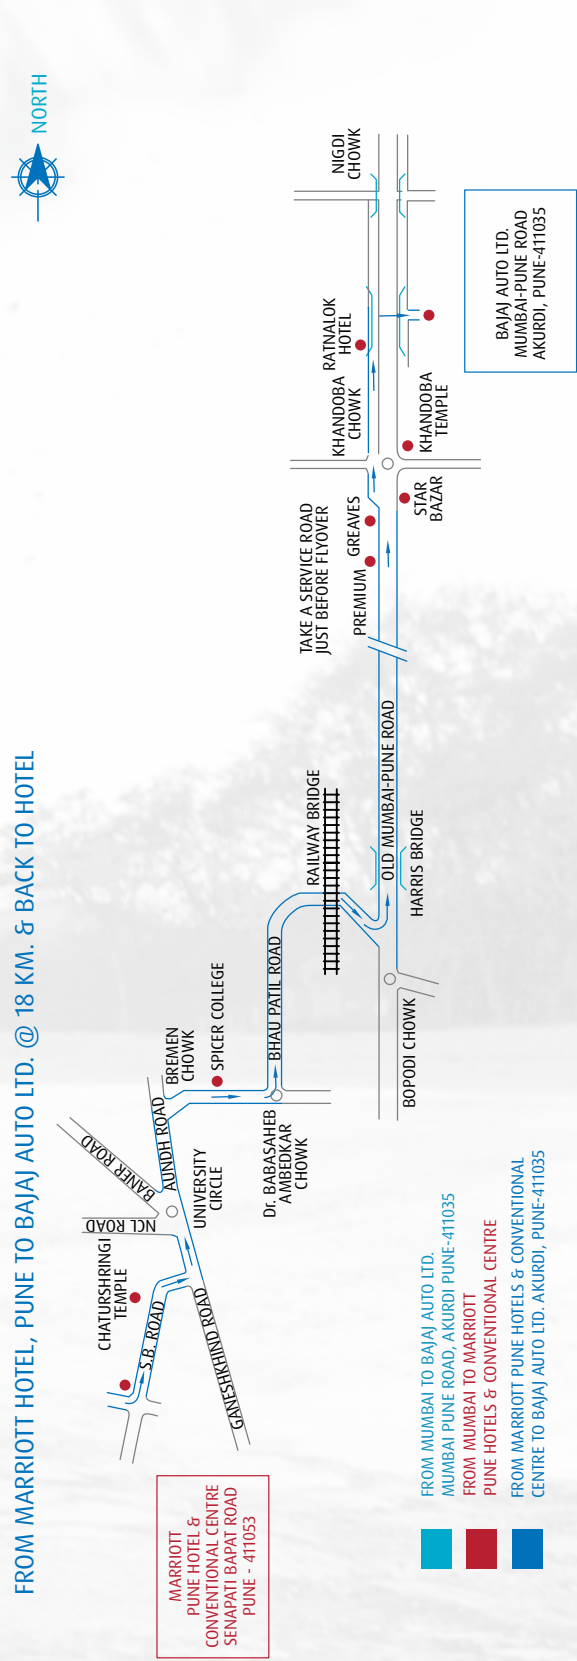 FROM MARRIOTT HOTEL, PUNE TO BAJAJ AUTO LTD. @ 18 KM. & BACK TO HOTEL
NORTH
MARRIOTT
PUNE HOTEL &
CONVENTIONAL CENTRE
SENAPATI BAPAT ROAD
PUNE - 411053
CHATURSHRINGI
TEMPLE
S.B. ROAD
GANESHKHIND ROAD
NCL ROAD
BANER ROAD
AUNDH ROAD
UNIVERSITY
CIRCLE
BREMEN
CHOWK
SPICER COLLEGE
Dr. BABASAHEB
AMBEDKAR
CHOWK
BHAU PATIL ROAD
RAILWAY BRIDGE
BOPODI CHOWK
HARRIS BRIDGE
OLD MUMBAI-PUNE ROAD
TAKE A SERVICE ROAD
JUST BEFORE FLYOVER
PREMIUM
GREAVES
STAR
BAZAR
KHANDOBA
CHOWK
KHANDOBA
TEMPLE
RATNALOK
HOTEL
NIGDI
CHOWK
BAJAJ AUTO LTD.
MUMBAI-PUNE ROAD
AKURDI, PUNE-411035
FROM MUMBAI TO BAJAJ AUTO LTD.
MUMBAI PUNE ROAD, AKURDI PUNE-411035
FROM MUMBAI TO MARRIOTT
PUNE HOTELS & CONVENTIONAL CENTRE
FROM MARRIOTT PUNE HOTELS & CONVENTIONAL
CENTRE TO BAJAJ AUTO LTD. AKURDI, PUNE-411035